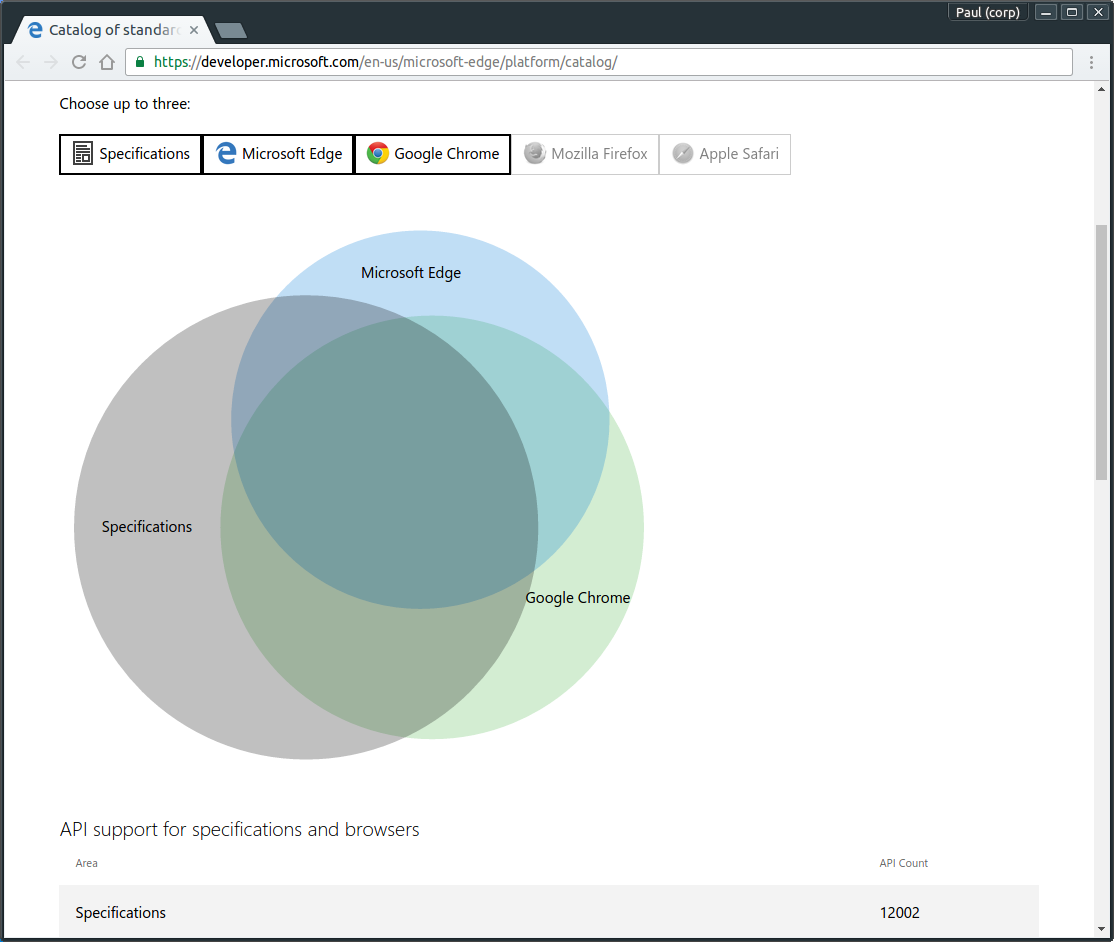 Paul (corp)
Catalog of standar
https://developer.microsoft.com/en-us/microsoft-edge/platform/catalog/
Choose up to three:
Specifications Microsoft Edge Google Chrome Mozilla Firefox Apple Safari
Microsoft Edge
Specifications
Google Chrome
API support for specifications and browsers
Area API Count
Specifications 12002